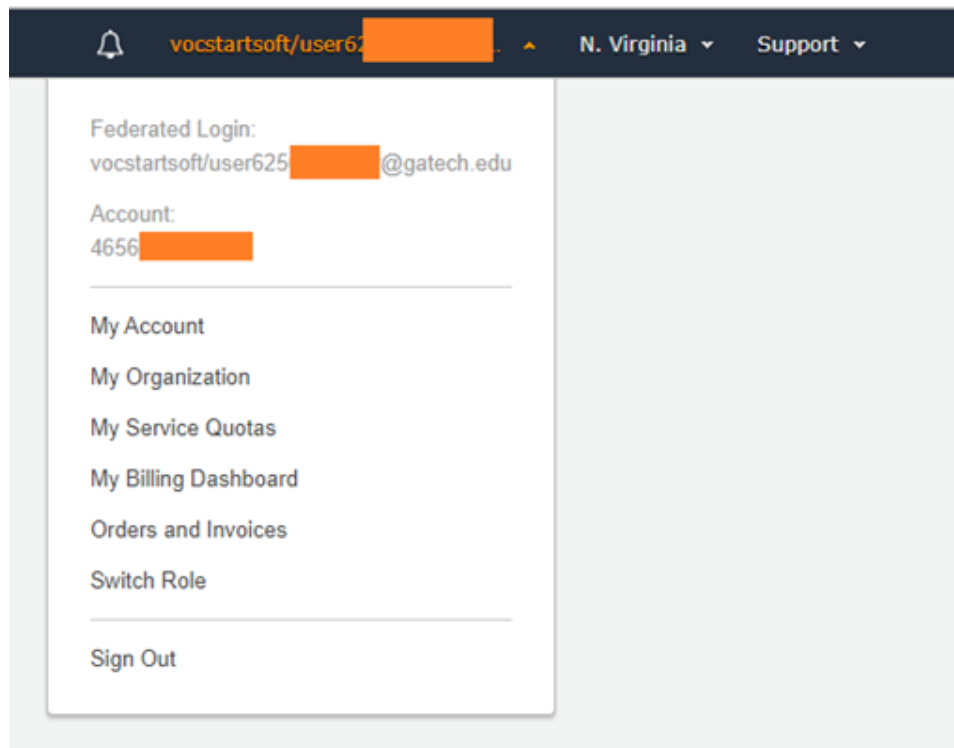 vocstartsoft/user62 N. Virginia Support
Federated Login:
vocstartsoft/user625 @gatech.edu
Account:
4656
My Account
My Organization
My Service Quotas
My Billing Dashboard
Orders and Invoices
Switch Role
Sign Out